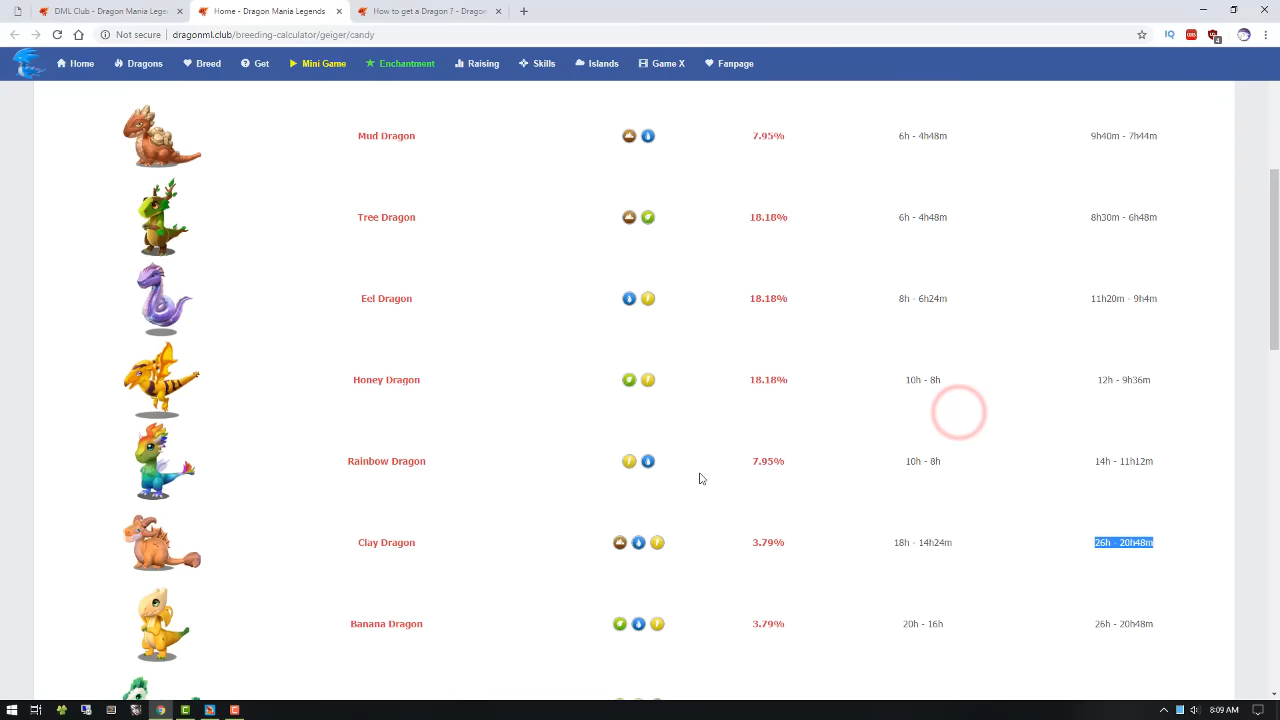 DML Club - Dragon Mania Leger
Home - Dragon Mania Legends
How to get a Dragon ? - Dragon
Not secure | dragonml.club/breeding-calculator/geiger/candy
Home Dragons Breed Get Mini Game Enchantment Raising Skills Islands Game X Fanpage
Mud Dragon 7.95% 6h - 4h48m 9h40m - 7h44m
Tree Dragon 18.18% 6h - 4h48m 8h30m - 6h48m
Eel Dragon 18.18% 8h - 6h24m 11h20m - 9h4m
Honey Dragon 18.18% 10h - 8h 12h - 9h36m
Rainbow Dragon 7.95% 10h - 8h 14h - 11h12m
Clay Dragon 3.79% 18h - 14h24m 26h - 20h48m
Banana Dragon 3.79% 20h - 16h 26h - 20h48m
8:09 AM